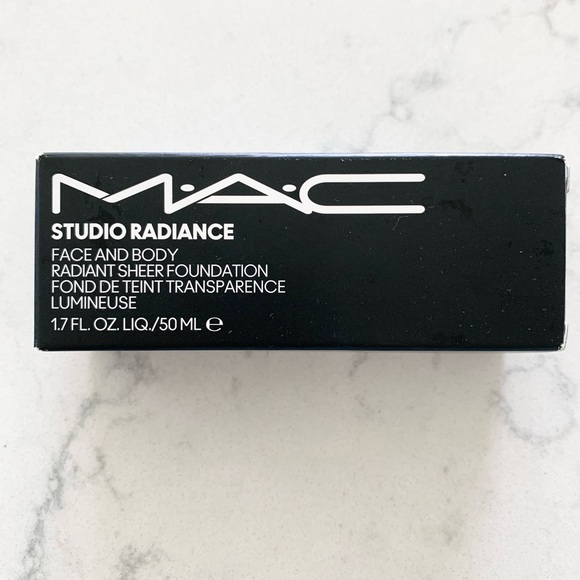 M·A·C
STUDIO RADIANCE
FACE AND BODY
RADIANT SHEER FOUNDATION
FOND DE TEINT TRANSPARENCE
LUMINEUSE
1.7 FL. OZ. LIQ./50 ML ℮